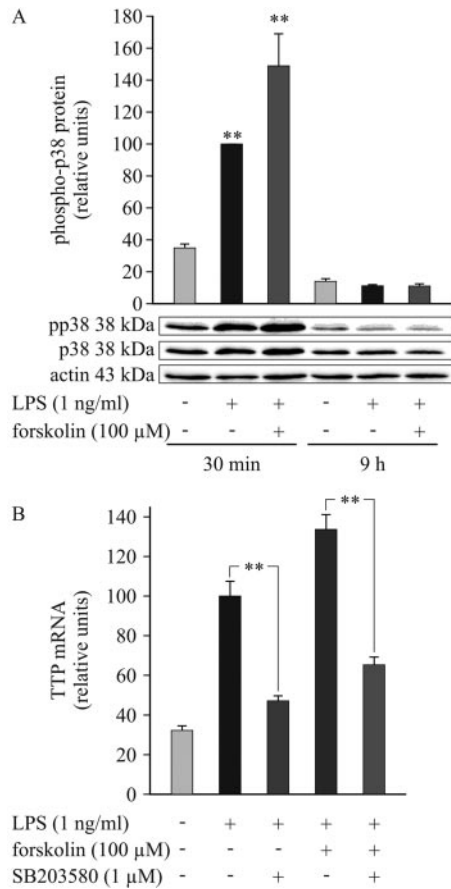 A
phospho-p38 protein
(relative units)
180
160
140
120
100
80
60
40
20
0
**
**
pp38 38 kDa
p38 38 kDa
actin 43 kDa
LPS (1 ng/ml) - + + - + +
forskolin (100 µM) - - + - - +
30 min 9 h
B
TTP mRNA
(relative units)
140
120
100
80
60
40
20
0
**
**
LPS (1 ng/ml) - + + + +
forskolin (100 µM) - - - + +
SB203580 (1 µM) - - + - +